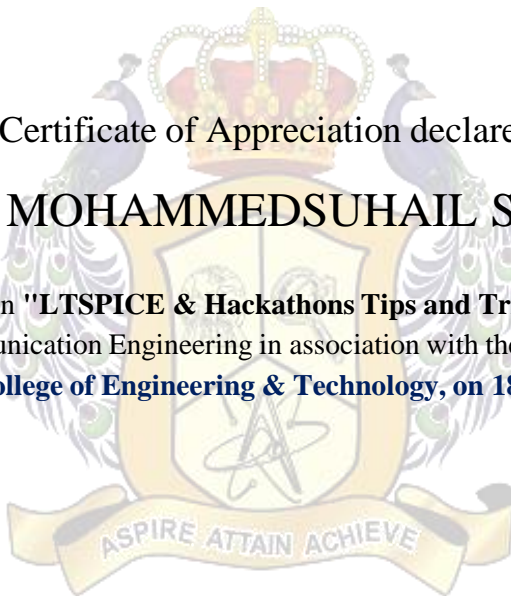 Certificate of Appreciation declare
MOHAMMEDSUHAIL S
n "LTSPICE & Hackathons Tips and Tr
unication Engineering in association with the
ollege of Engineering & Technology, on 18
ASPIRE ATTAIN ACHIEVE